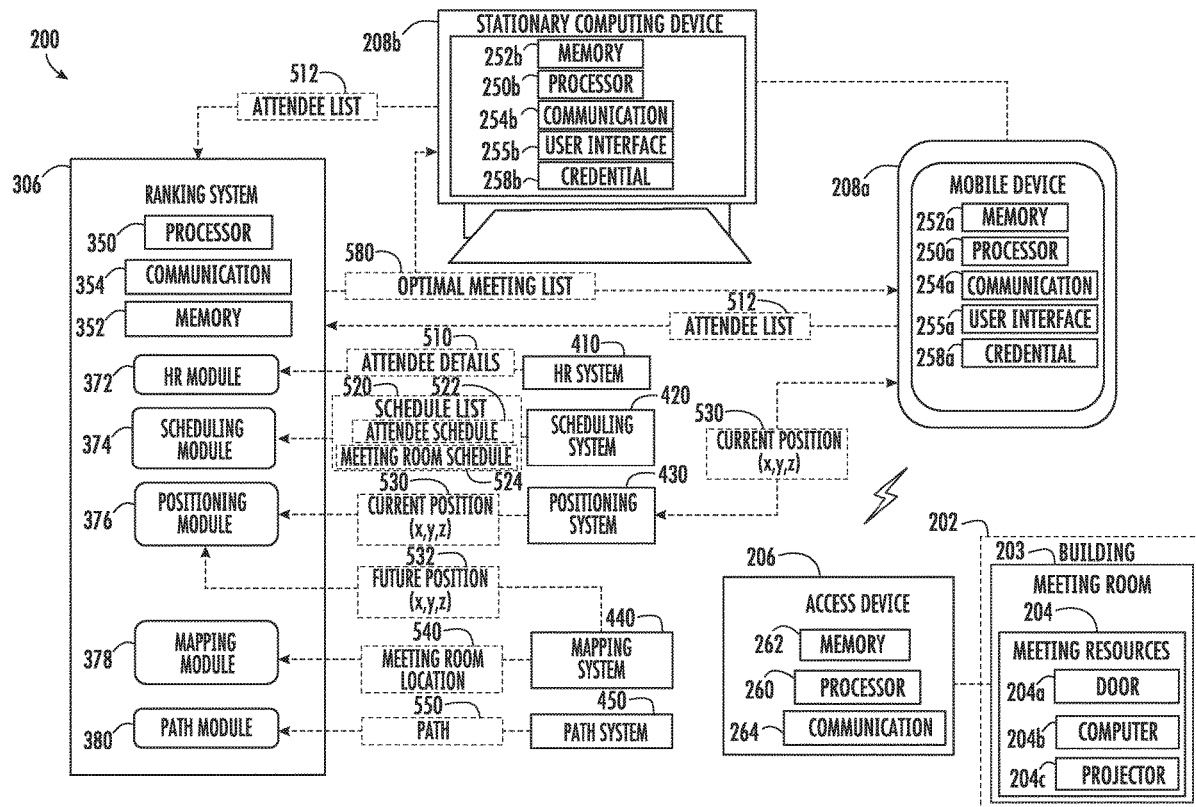 200
208b
STATIONARY COMPUTING DEVICE
252b
MEMORY
250b
PROCESSOR
254b
COMMUNICATION
255b
USER INTERFACE
258b
CREDENTIAL
512
ATTENDEE LIST
306
RANKING SYSTEM
350
PROCESSOR
354
COMMUNICATION
352
MEMORY
372
HR MODULE
374
SCHEDULING
MODULE
376
POSITIONING
MODULE
378
MAPPING
MODULE
380
PATH MODULE
580
OPTIMAL MEETING LIST
512
ATTENDEE LIST
510
ATTENDEE DETAILS
410
HR SYSTEM
520
522
SCHEDULE LIST
ATTENDEE SCHEDULE
MEETING ROOM SCHEDULE
524
420
SCHEDULING
SYSTEM
530
CURRENT POSITION
(x,y,z)
430
POSITIONING
SYSTEM
532
FUTURE POSITION
(x,y,z)
540
MEETING ROOM
LOCATION
440
MAPPING
SYSTEM
550
PATH
450
PATH SYSTEM
530
CURRENT POSITION
(x,y,z)
208a
MOBILE DEVICE
252a
MEMORY
250a
PROCESSOR
254a
COMMUNICATION
255a
USER INTERFACE
258a
CREDENTIAL
206
ACCESS DEVICE
262
MEMORY
260
PROCESSOR
264
COMMUNICATION
202
203
BUILDING
MEETING ROOM
204
MEETING RESOURCES
204a
DOOR
204b
COMPUTER
204c
PROJECTOR